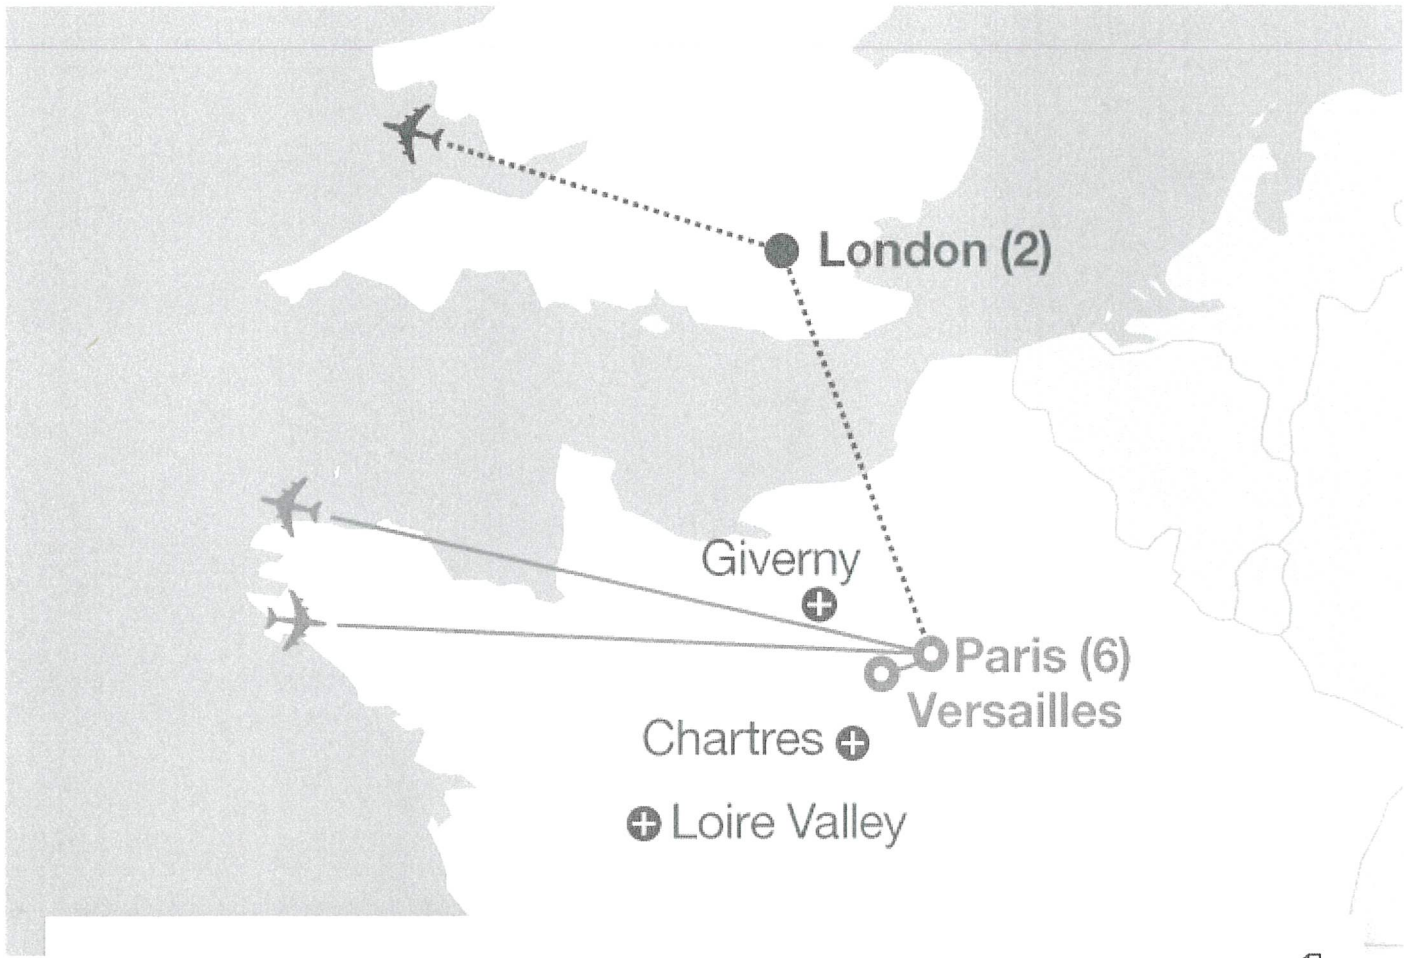 London (2)
Giverny
Paris (6)
Versailles
Chartres
Loire Valley